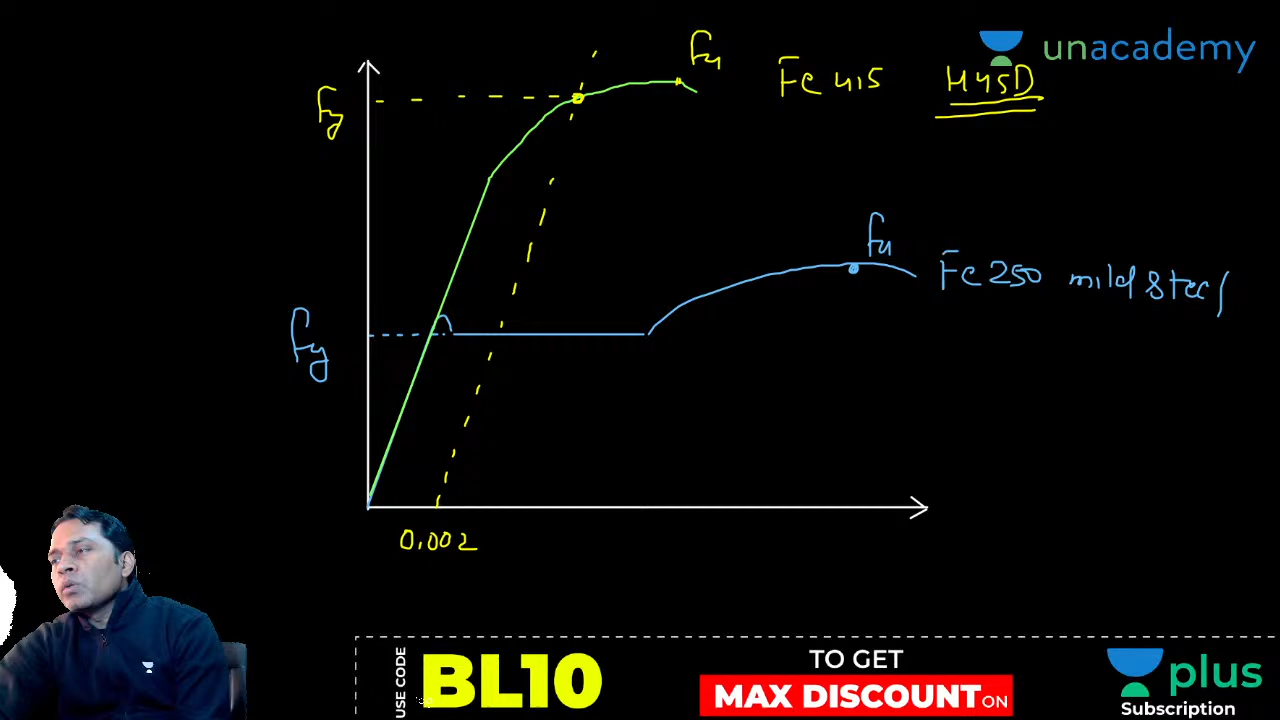 unacademy
fu
Fe 415 HYSD
fy
fu
Fe 250 mild steel
fy
0.002
USE CODE
BL10
TO GET
MAX DISCOUNT ON
plus
Subscription